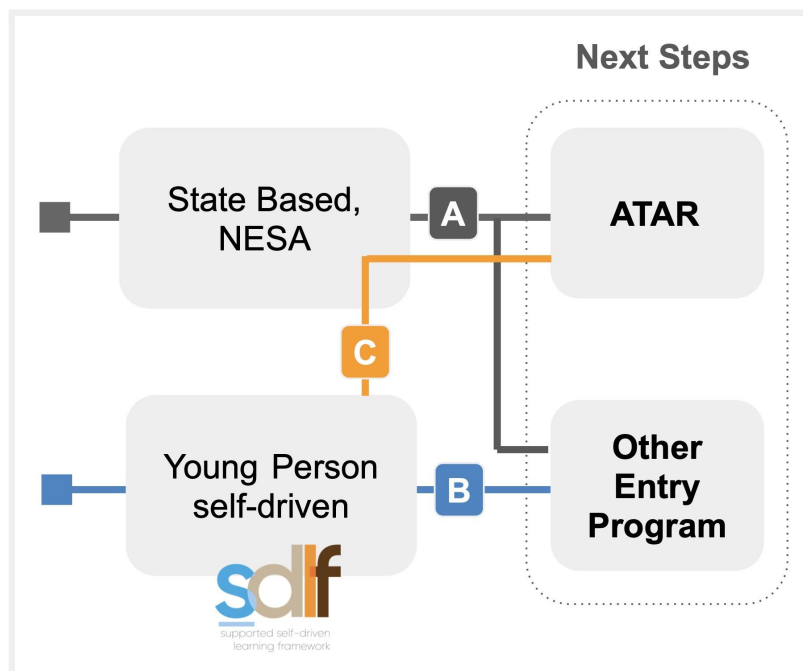 Next Steps
State Based,
NESA
A
ATAR
C
Young Person
self-driven
B
Other
Entry
Program
sdlf
supported self-driven
learning framework